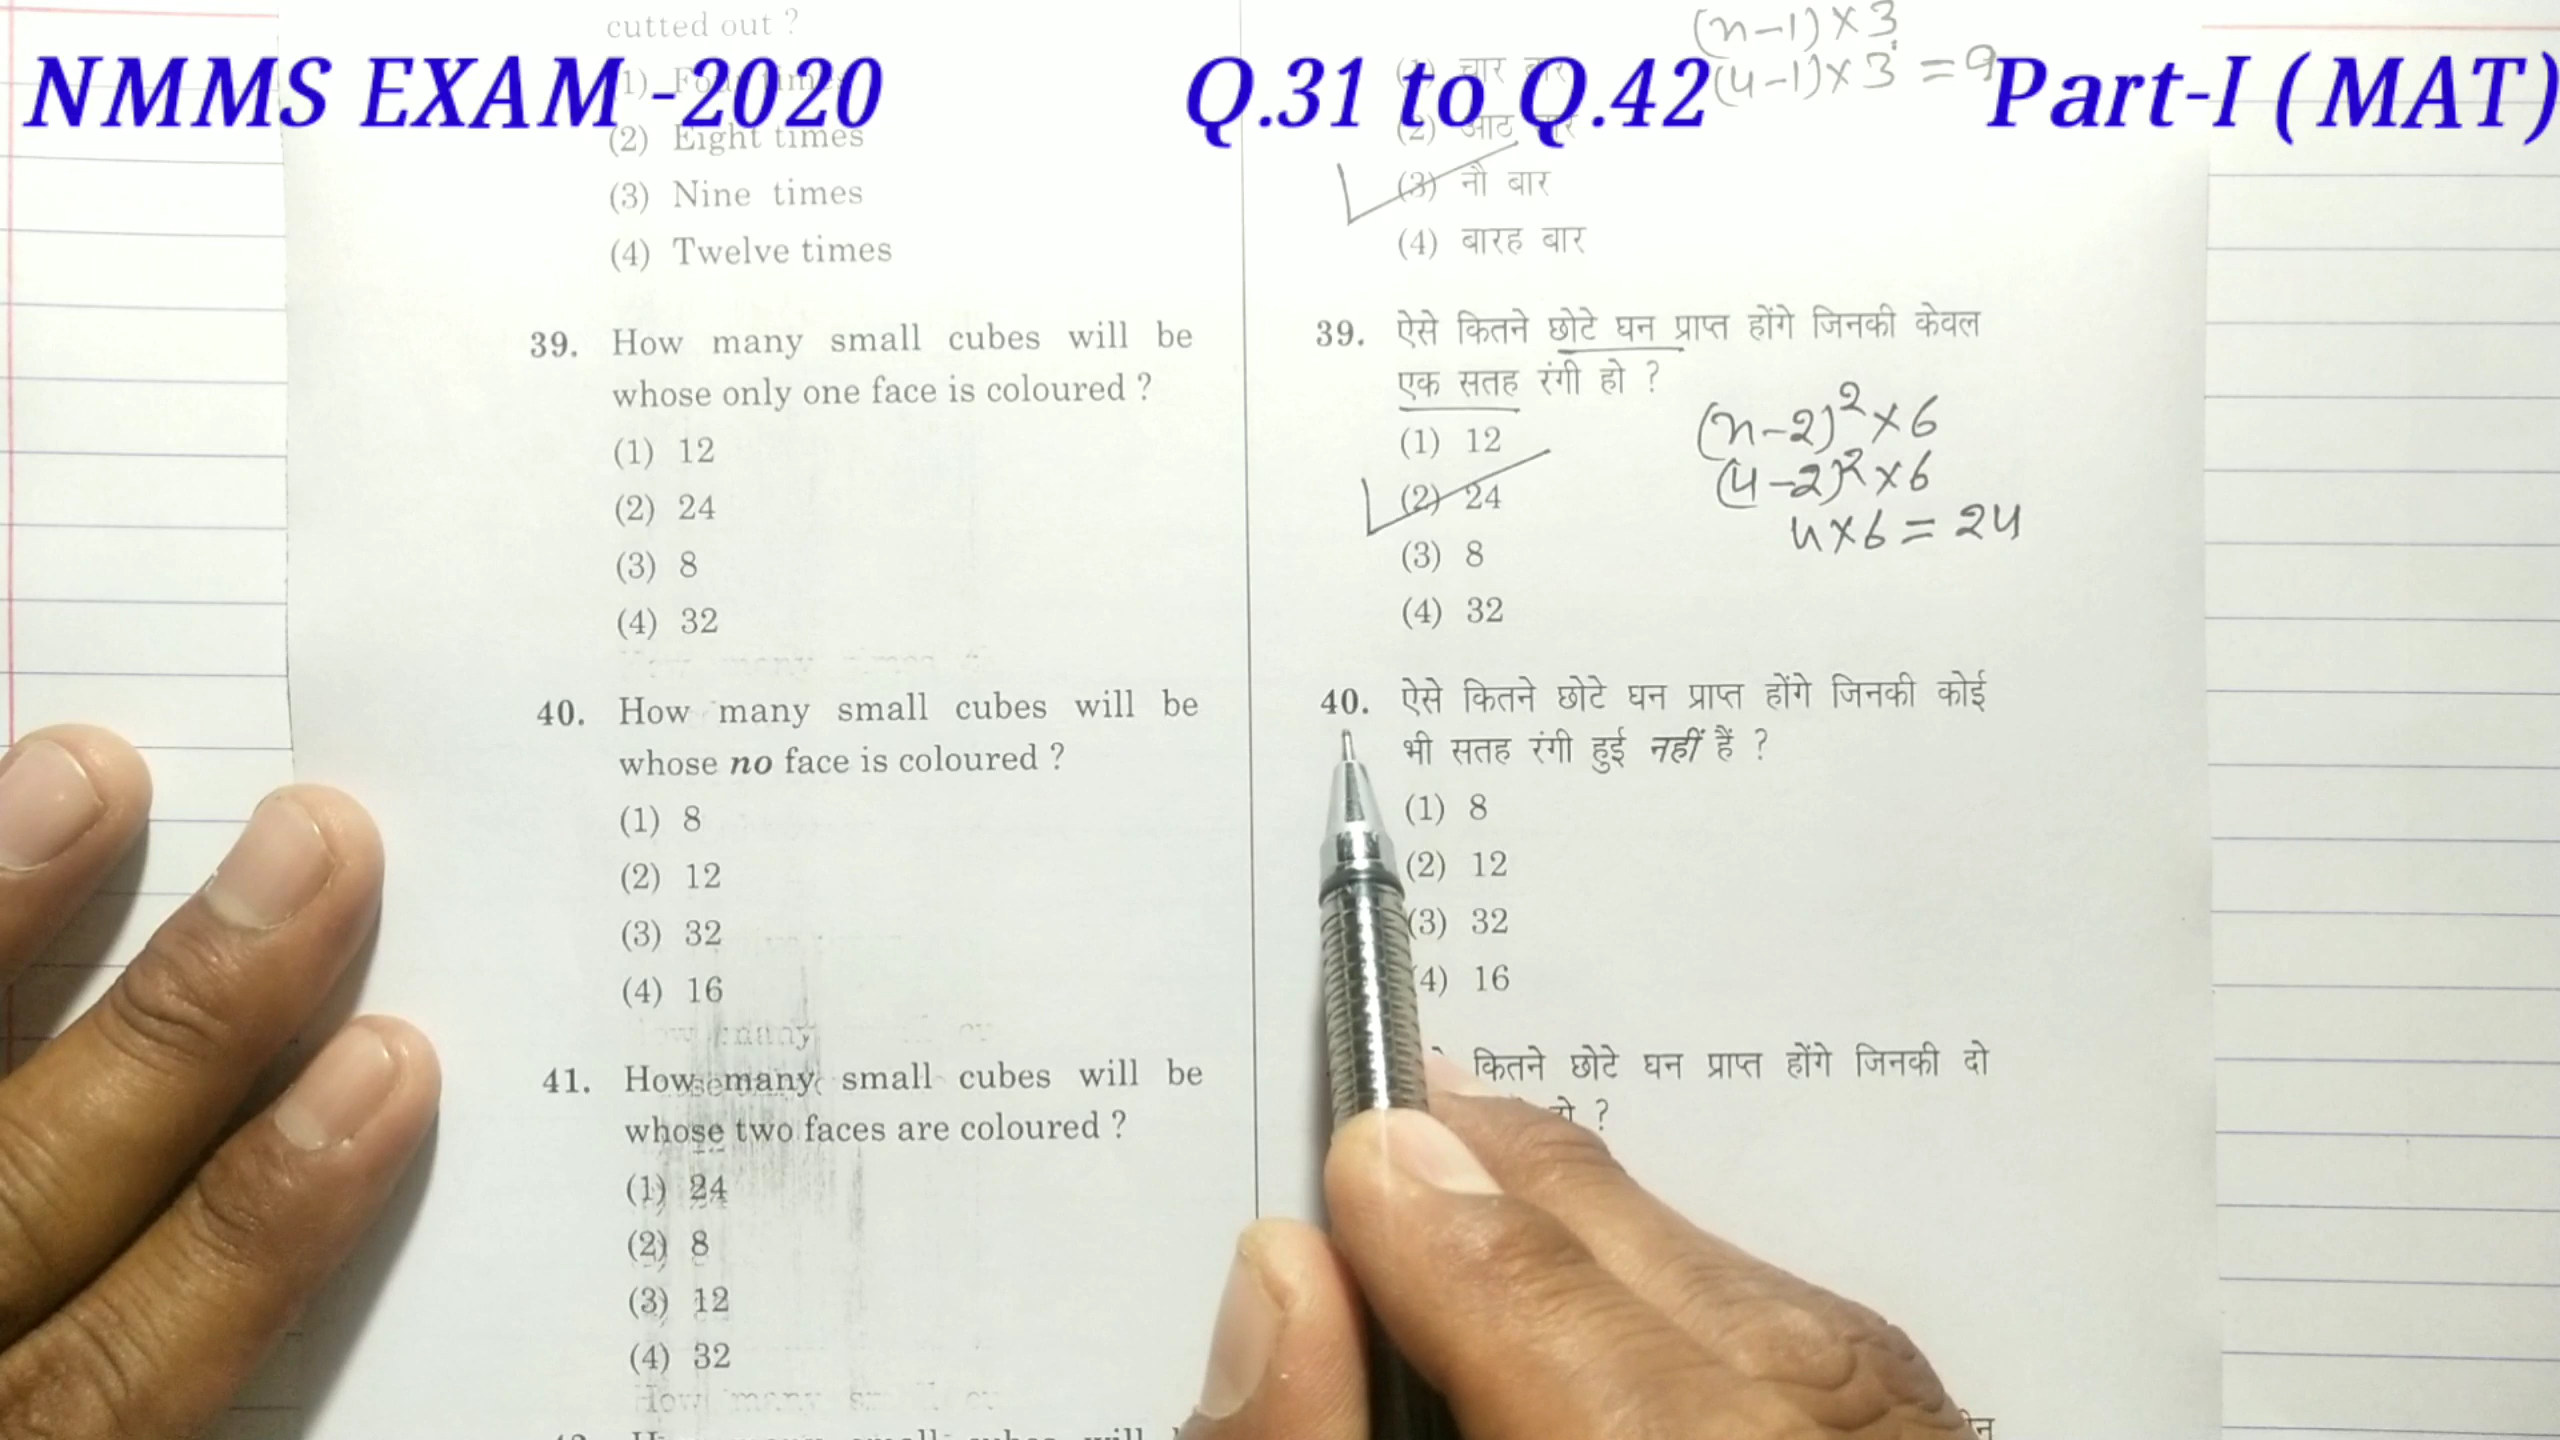 NMMS EXAM-2020 Q.31 to Q.42 Part-I (MAT)
cutted out ?
(1) Four times
(2) Eight times
(3) Nine times
(4) Twelve times
39. How many small cubes will be
whose only one face is coloured ?
(1) 12
(2) 24
(3) 8
(4) 32
40. How many small cubes will be
whose no face is coloured ?
(1) 8
(2) 12
(3) 32
(4) 16
41. How many small cubes will be
whose two faces are coloured ?
(1) 24
(2) 8
(3) 12
(4) 32
(n-1)×3
(4-1)×3 = 9
(1) चार बार
(2) आठ बार
(3) नौ बार
(4) बारह बार
39. ऐसे कितने छोटे घन प्राप्त होंगे जिनकी केवल
एक सतह रंगी हो ?
(1) 12
(2) 24
(3) 8
(4) 32
(n-2)²×6
(4-2)²×6
4×6 = 24
40. ऐसे कितने छोटे घन प्राप्त होंगे जिनकी कोई
भी सतह रंगी हुई नहीं हैं ?
(1) 8
(2) 12
(3) 32
(4) 16
कितने छोटे घन प्राप्त होंगे जिनकी दो
?